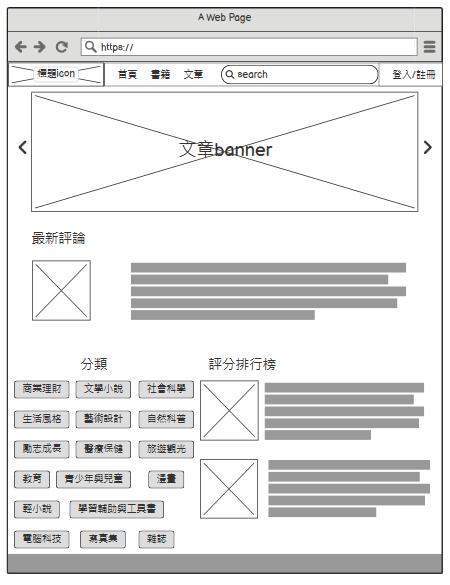 A Web Page
https://
標題icon 首頁 書籍 文章 search 登入/註冊
文章banner
最新評論
分類 評分排行榜
商業理財 文學小說 社會科學
生活風格 藝術設計 自然科普
勵志成長 醫療保健 旅遊觀光
教育 青少年與兒童 漫畫
輕小說 學習輔助與工具書
電腦科技 寫真集 雜誌